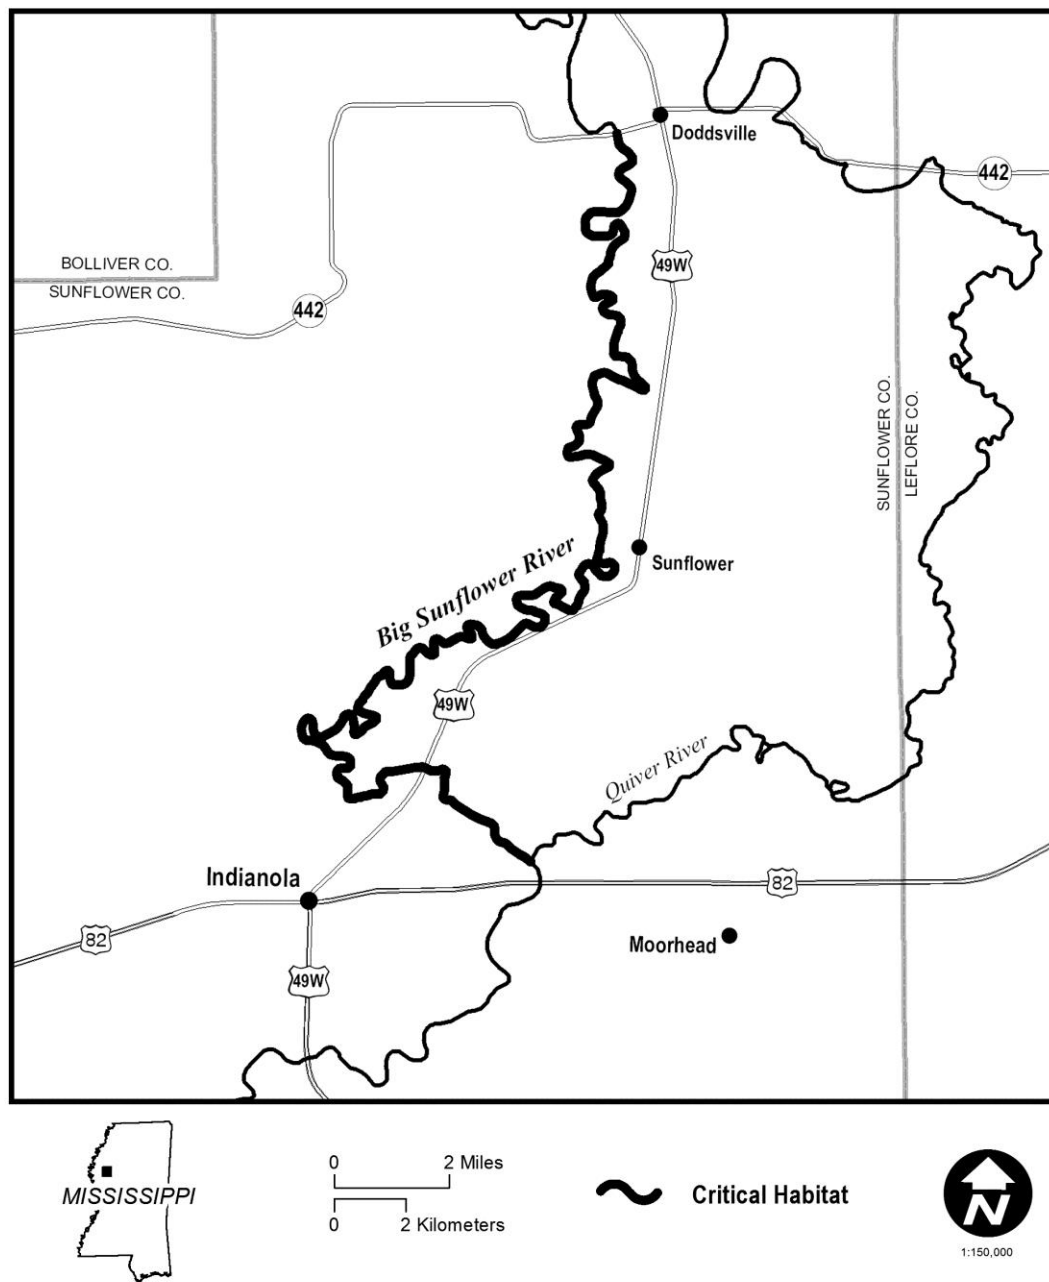 Doddsville
442
49W
BOLLIVER CO.
SUNFLOWER CO.
442
SUNFLOWER CO.
LEFLORE CO.
Big Sunflower River
Sunflower
49W
Quiver River
Indianola
82
82
Moorhead
49W
MISSISSIPPI
0 2 Miles
0 2 Kilometers
Critical Habitat
N
1:150,000